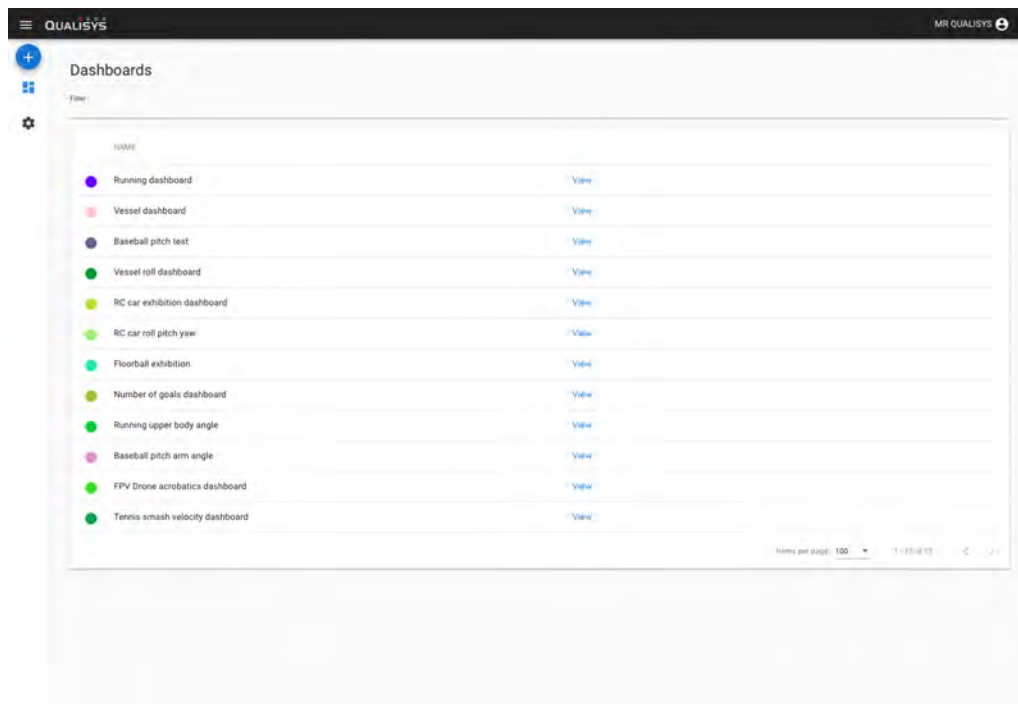 QUALISYS
MR QUALISYS
Dashboards
Filter
NAME
Running dashboard View
Vessel dashboard View
Baseball pitch test View
Vessel roll dashboard View
RC car exhibition dashboard View
RC car roll pitch yaw View
Floorball exhibition View
Number of goals dashboard View
Running upper body angle View
Baseball pitch arm angle View
FPV Drone acrobatics dashboard View
Tennis smash velocity dashboard View
Items per page: 100